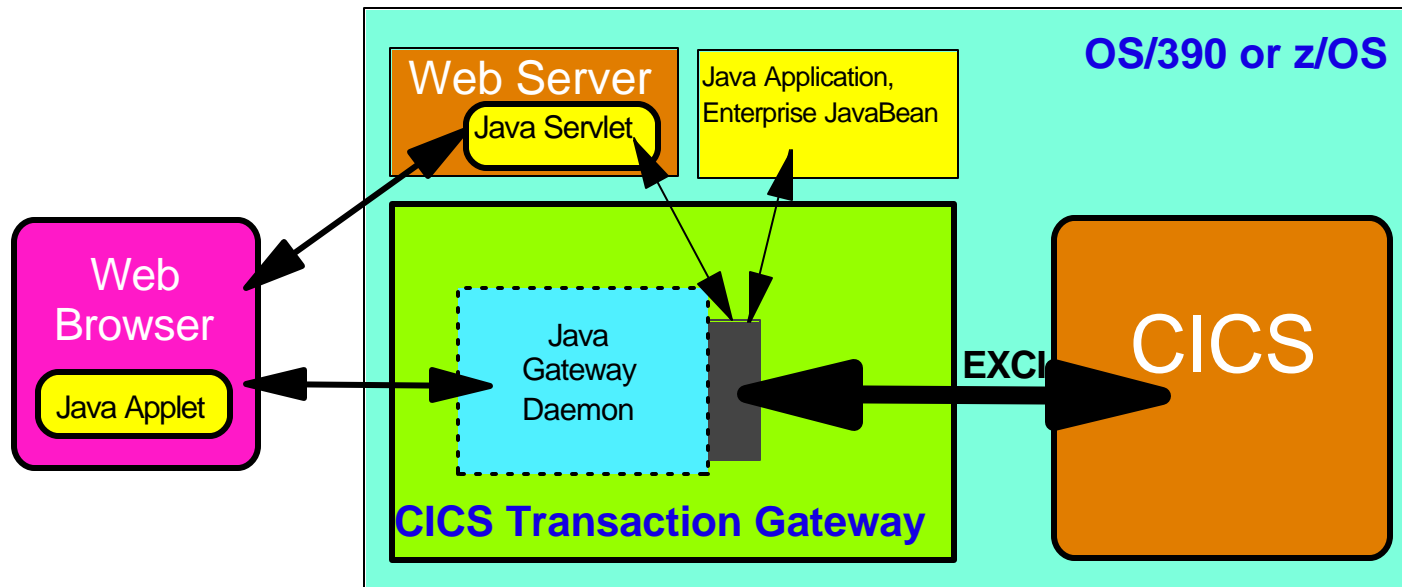 OS/390 or z/OS
Web Server
Java Servlet
Java Application,
Enterprise JavaBean
Web
Browser
Java Applet
Java
Gateway
Daemon
EXCI
CICS
CICS Transaction Gateway